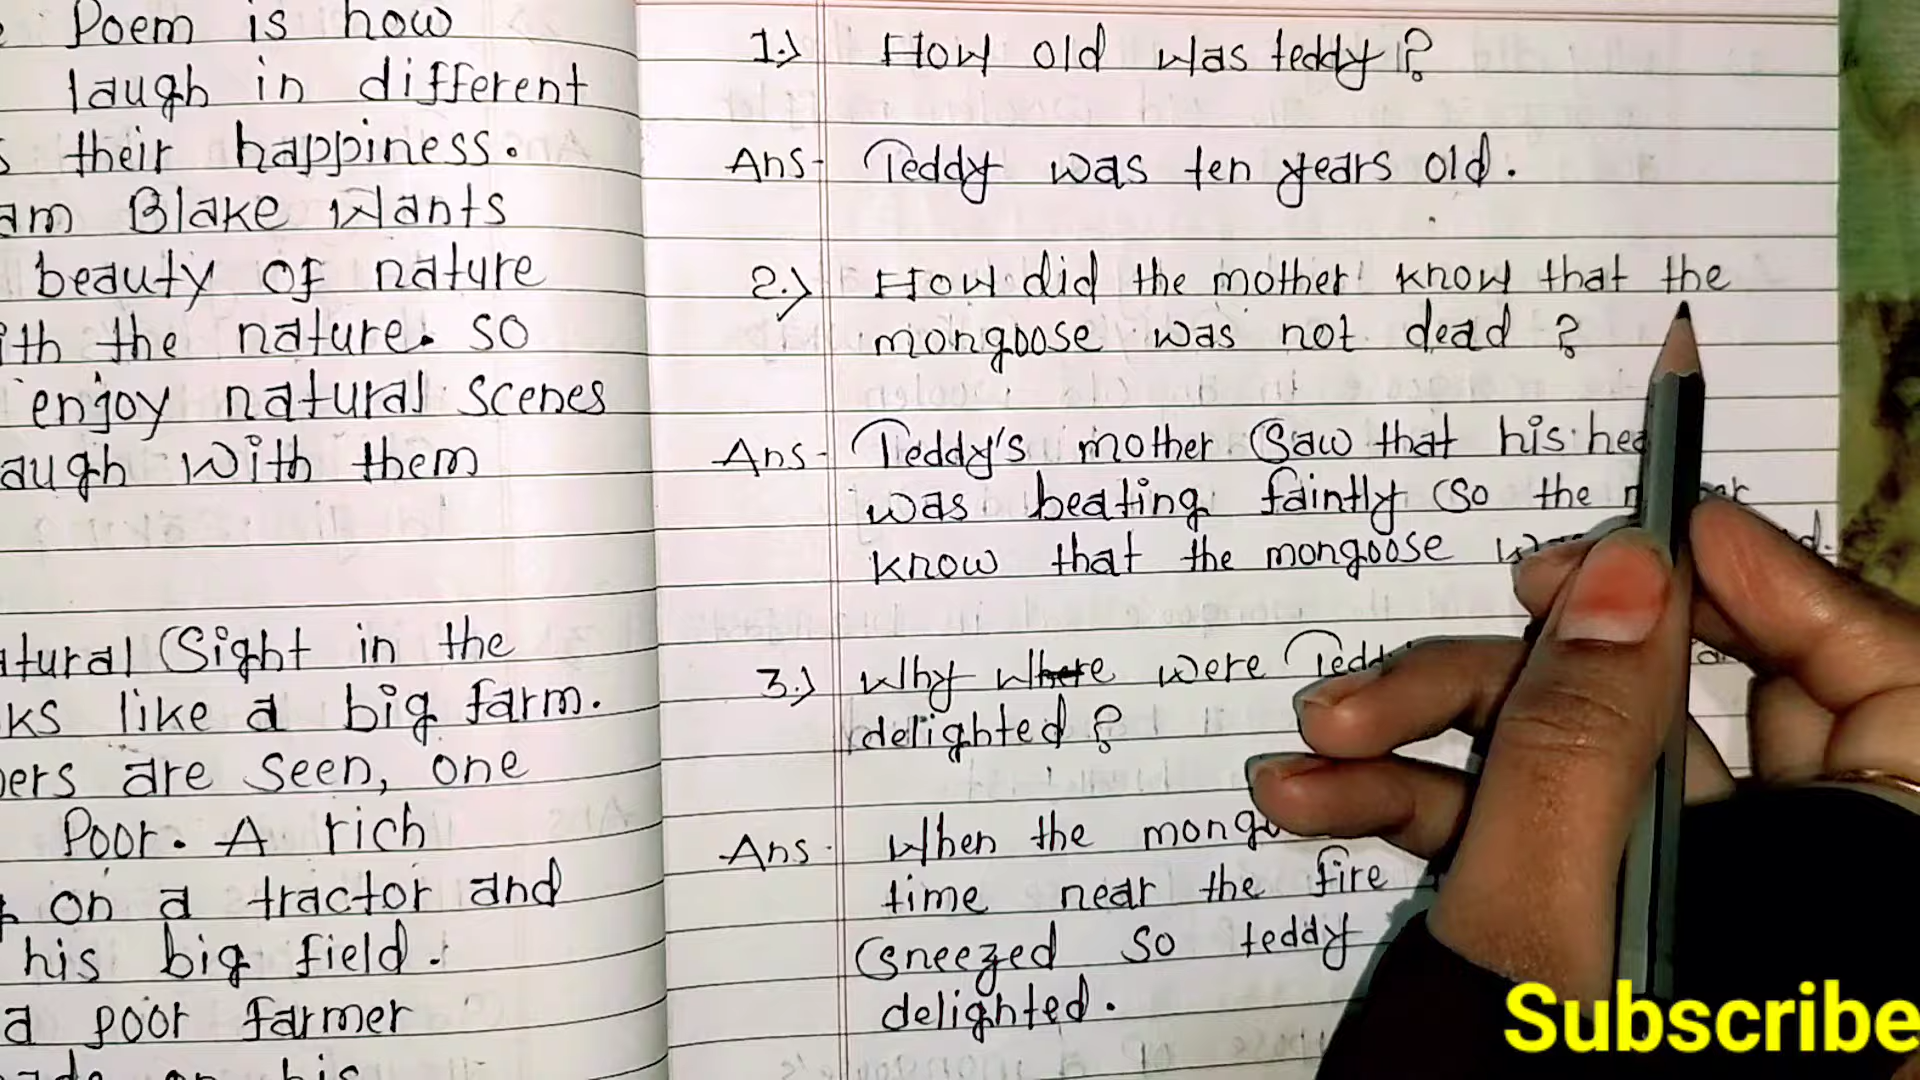 Poem is how
laugh in different
their happiness.
Blake wants
beauty of nature
the nature. so
enjoy natural scenes
with them
Sight in the
like a big farm.
are seen, one
Poor. A rich
on a tractor and
his big field.
a poor farmer
on his
1.) How old was teddy?
Ans- Teddy was ten years old.
2.) How did the mother know that the
mongoose was not dead ?
Ans- Teddy's mother Saw that his
was beating faintly So the
know that the mongoose
3.) Why were
delighted ?
Ans- When the
time near the fire
sneezed so teddy
delighted.
Subscribe